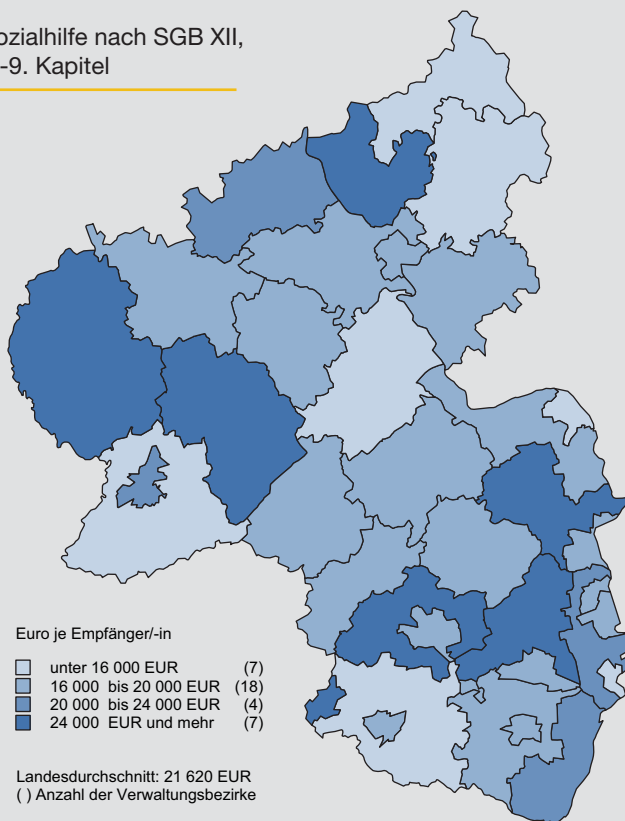 ozialhilfe nach SGB XII,
-9. Kapitel
Euro je Empfänger/-in
unter 16 000 EUR (7)
16 000 bis 20 000 EUR (18)
20 000 bis 24 000 EUR (4)
24 000 EUR und mehr (7)
Landesdurchschnitt: 21 620 EUR
( ) Anzahl der Verwaltungsbezirke